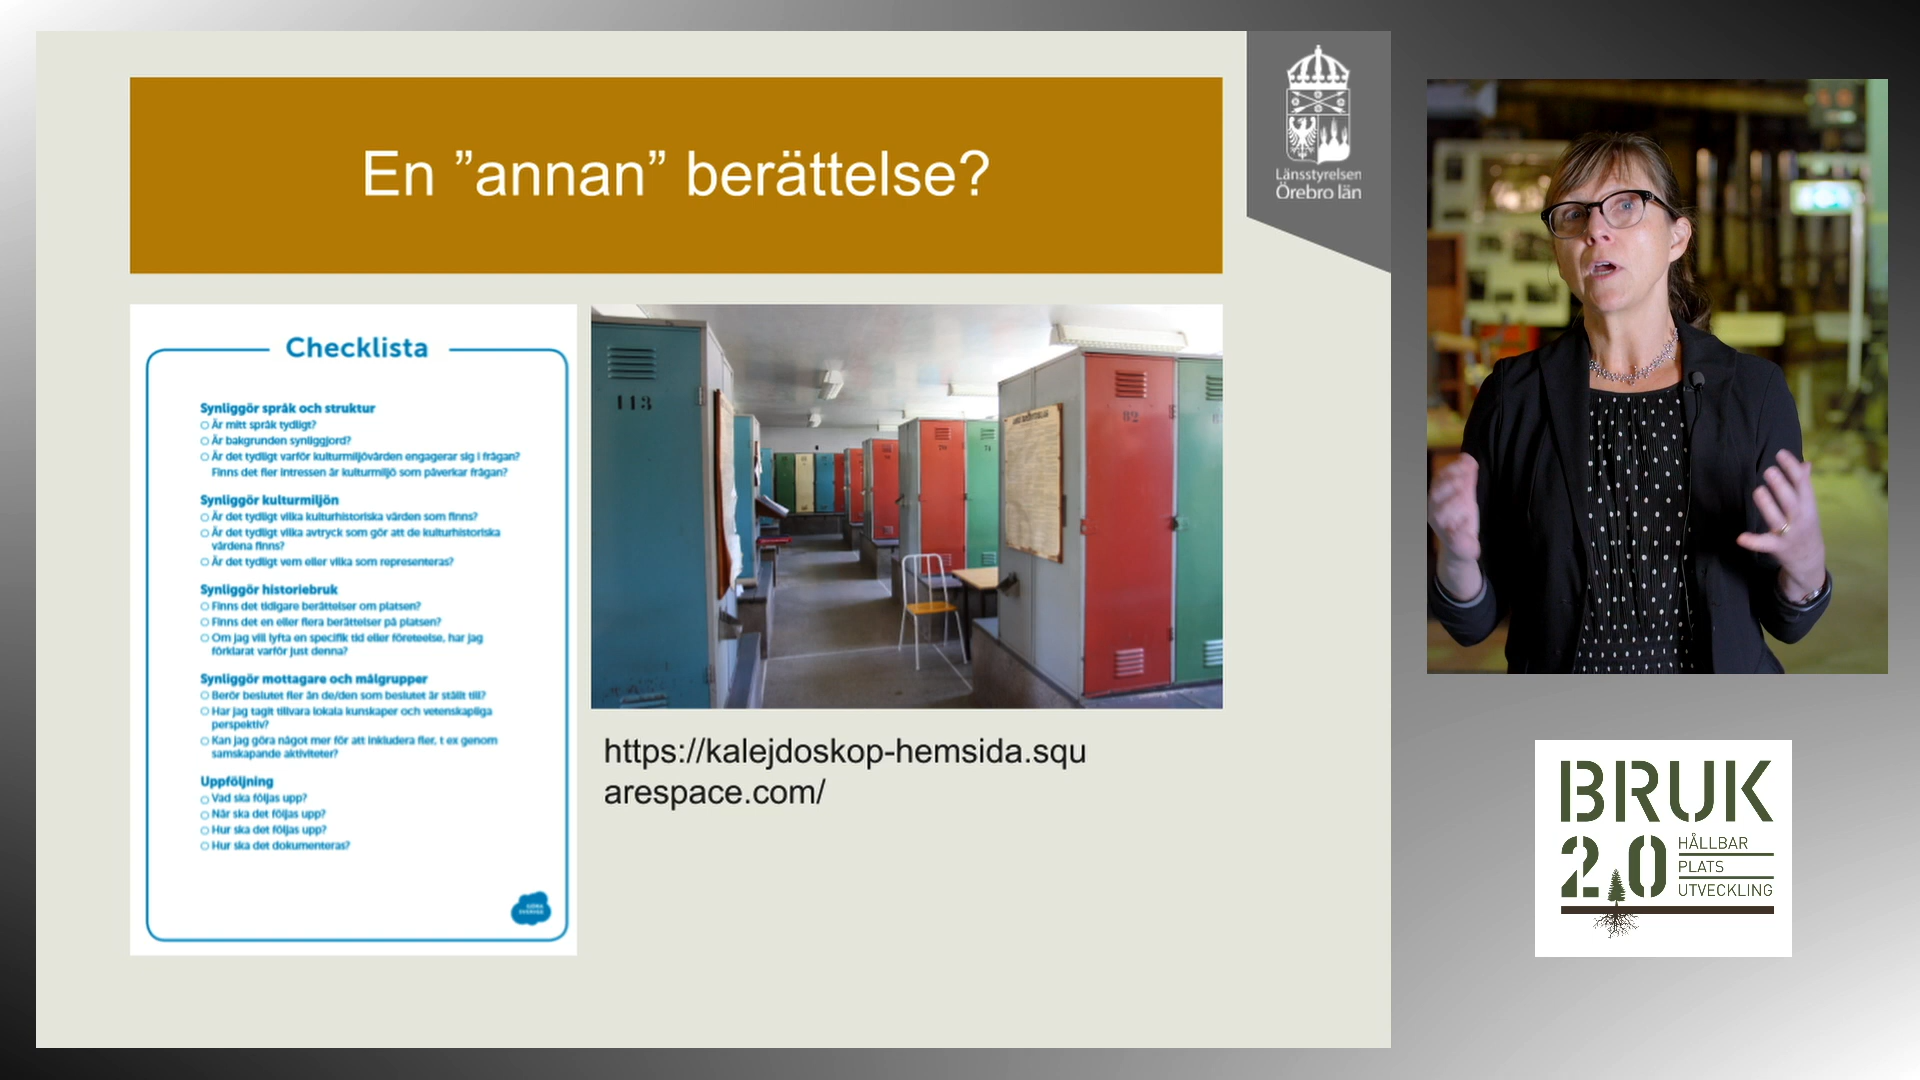 En ”annan” berättelse?
Länsstyrelsen
Örebro län
Checklista
Synliggör språk och struktur
Är mitt språk tydligt?
Är bakgrunden synliggjord?
Är det tydligt varför kulturmiljövården engagerar sig i frågan?
Finns det fler intressen är kulturmiljö som påverkar frågan?
Synliggör kulturmiljön
Är det tydligt vilka kulturhistoriska värden som finns?
Är det tydligt vilka avtryck som gör att de kulturhistoriska
värdena finns?
Är det tydligt vem eller vilka som representeras?
Synliggör historiebruk
Finns det tidigare berättelser om platsen?
Finns det en eller flera berättelser på platsen?
Om jag vill lyfta en specifik tid eller företeelse, har jag
förklarat varför just denna?
Synliggör mottagare och målgrupper
Berör beslutet fler än de/den som beslutet är ställt till?
Har jag tagit tillvara lokala kunskaper och vetenskapliga
perspektiv?
Kan jag göra något mer för att inkludera fler, t ex genom
samskapande aktiviteter?
Uppföljning
Vad ska följas upp?
När ska det följas upp?
Hur ska det följas upp?
Hur ska det dokumenteras?
113
82
https://kalejdoskop-hemsida.squ
arespace.com/
BRUK
2.0
HÅLLBAR
PLATS
UTVECKLING